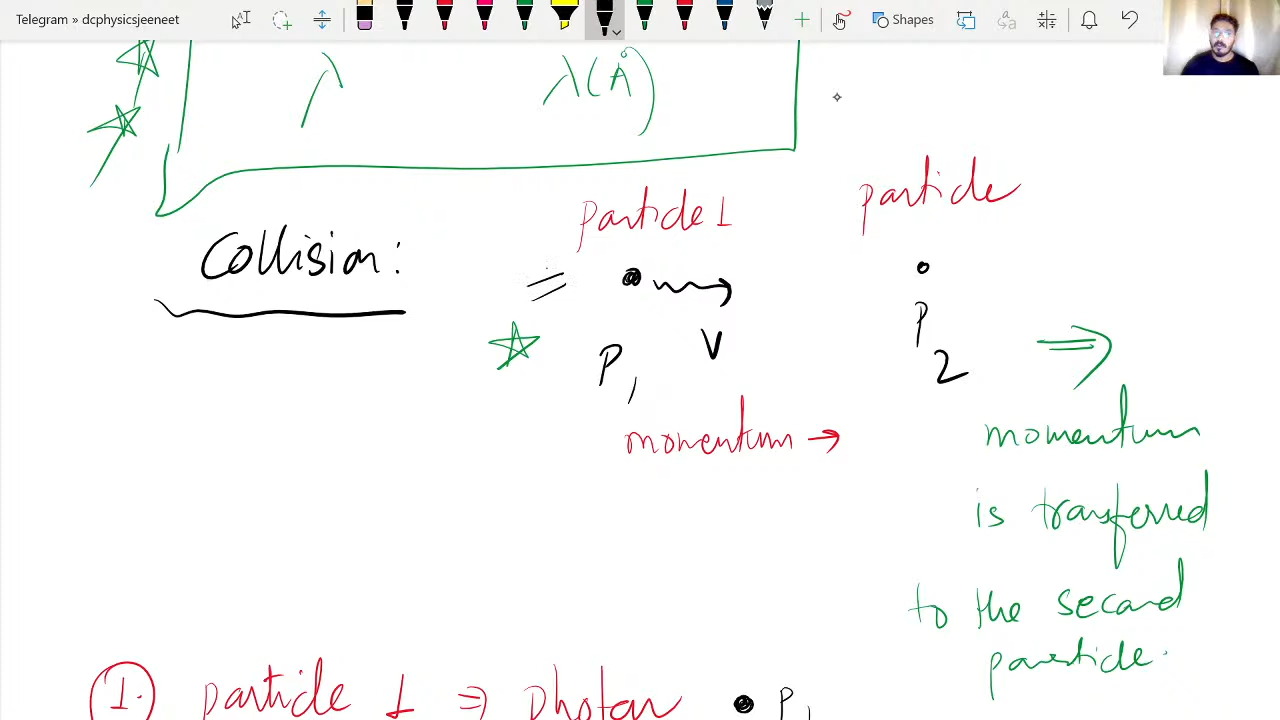 Telegram » dcphysicsjeeneet
Shapes
λ λ(Å)
particle 1 particle
Collision:
P1 V P2
momentum →
⇒
momentum
is transferred
to the second
particle.
1. particle 1 ⇒ photon P1